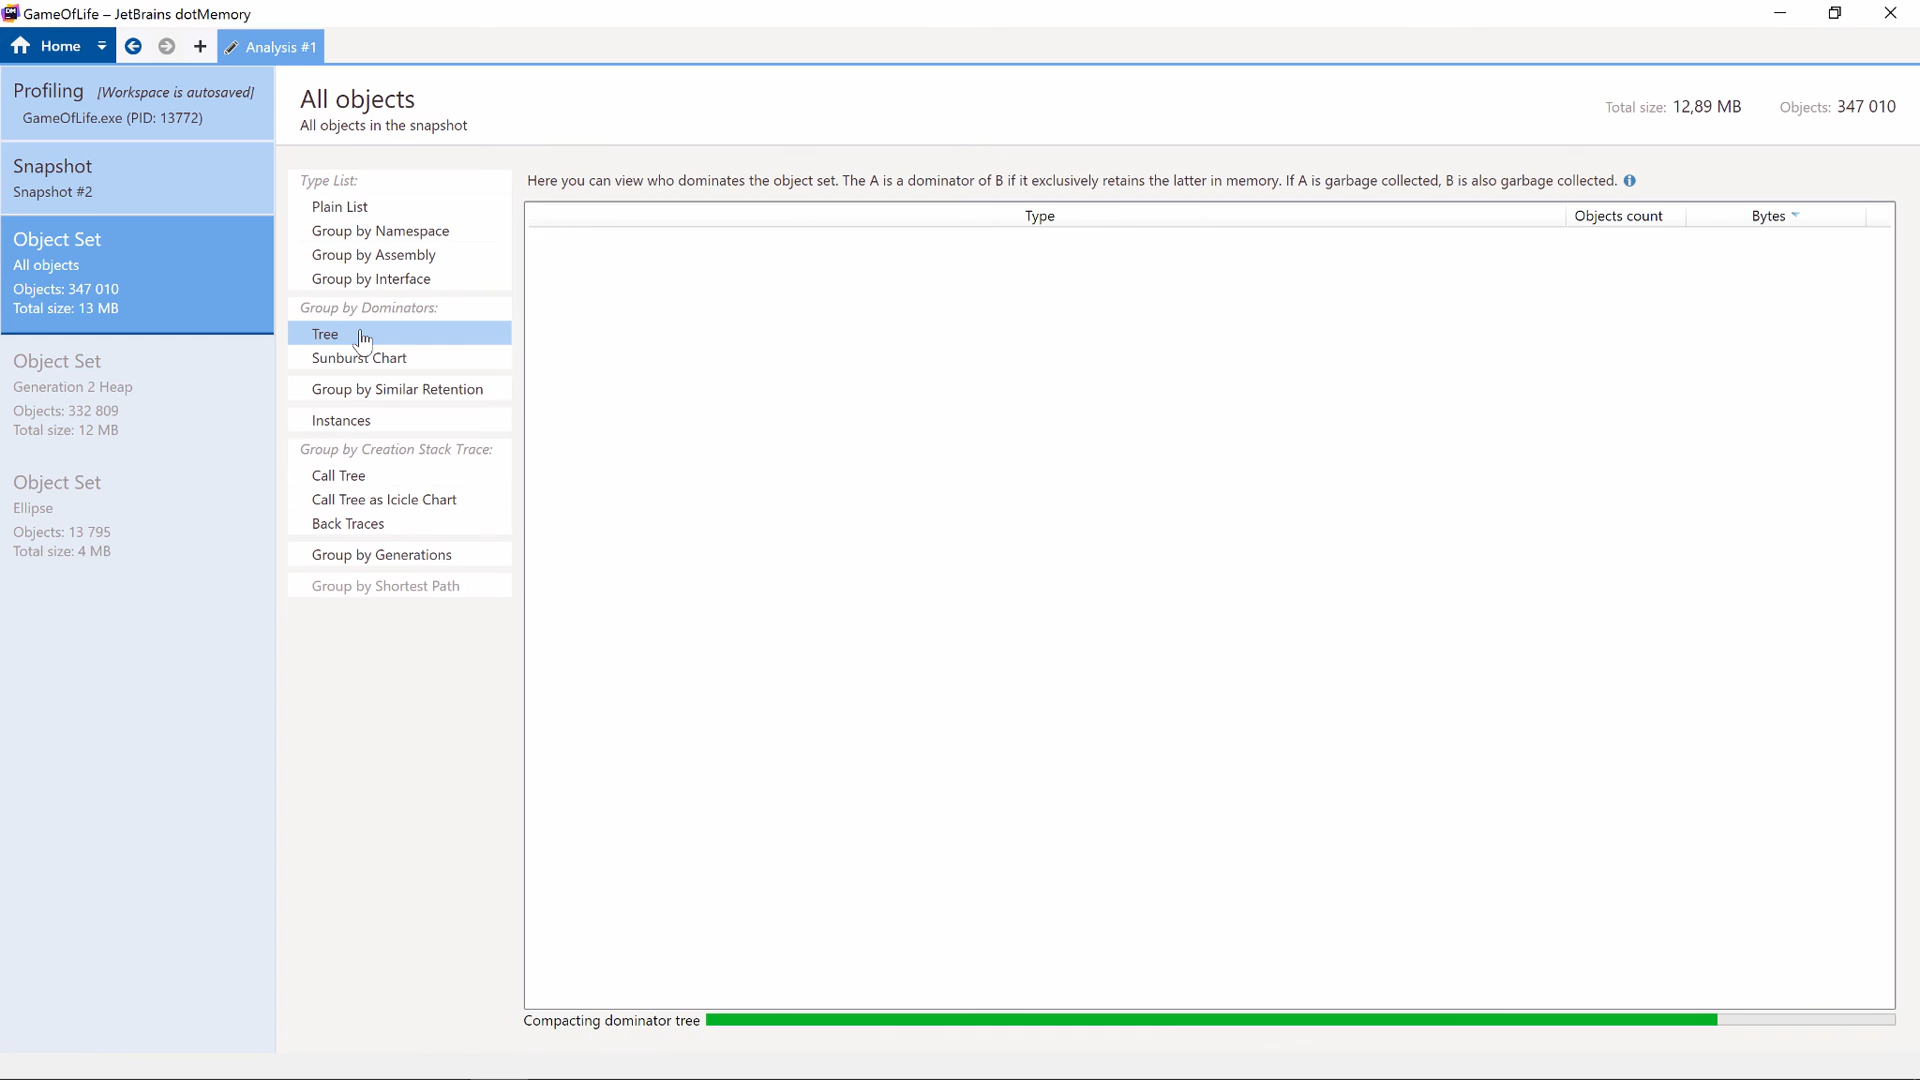 GameOfLife – JetBrains dotMemory
Home
Analysis #1
Profiling [Workspace is autosaved]
GameOfLife.exe (PID: 13772)
Snapshot
Snapshot #2
Object Set
All objects
Objects: 347 010
Total size: 13 MB
Object Set
Generation 2 Heap
Objects: 332 809
Total size: 12 MB
Object Set
Ellipse
Objects: 13 795
Total size: 4 MB
All objects
All objects in the snapshot
Total size: 12,89 MB Objects: 347 010
Type List:
Plain List
Group by Namespace
Group by Assembly
Group by Interface
Group by Dominators:
Tree
Sunburst Chart
Group by Similar Retention
Instances
Group by Creation Stack Trace:
Call Tree
Call Tree as Icicle Chart
Back Traces
Group by Generations
Group by Shortest Path
Here you can view who dominates the object set. The A is a dominator of B if it exclusively retains the latter in memory. If A is garbage collected, B is also garbage collected.
Type Objects count Bytes
Compacting dominator tree